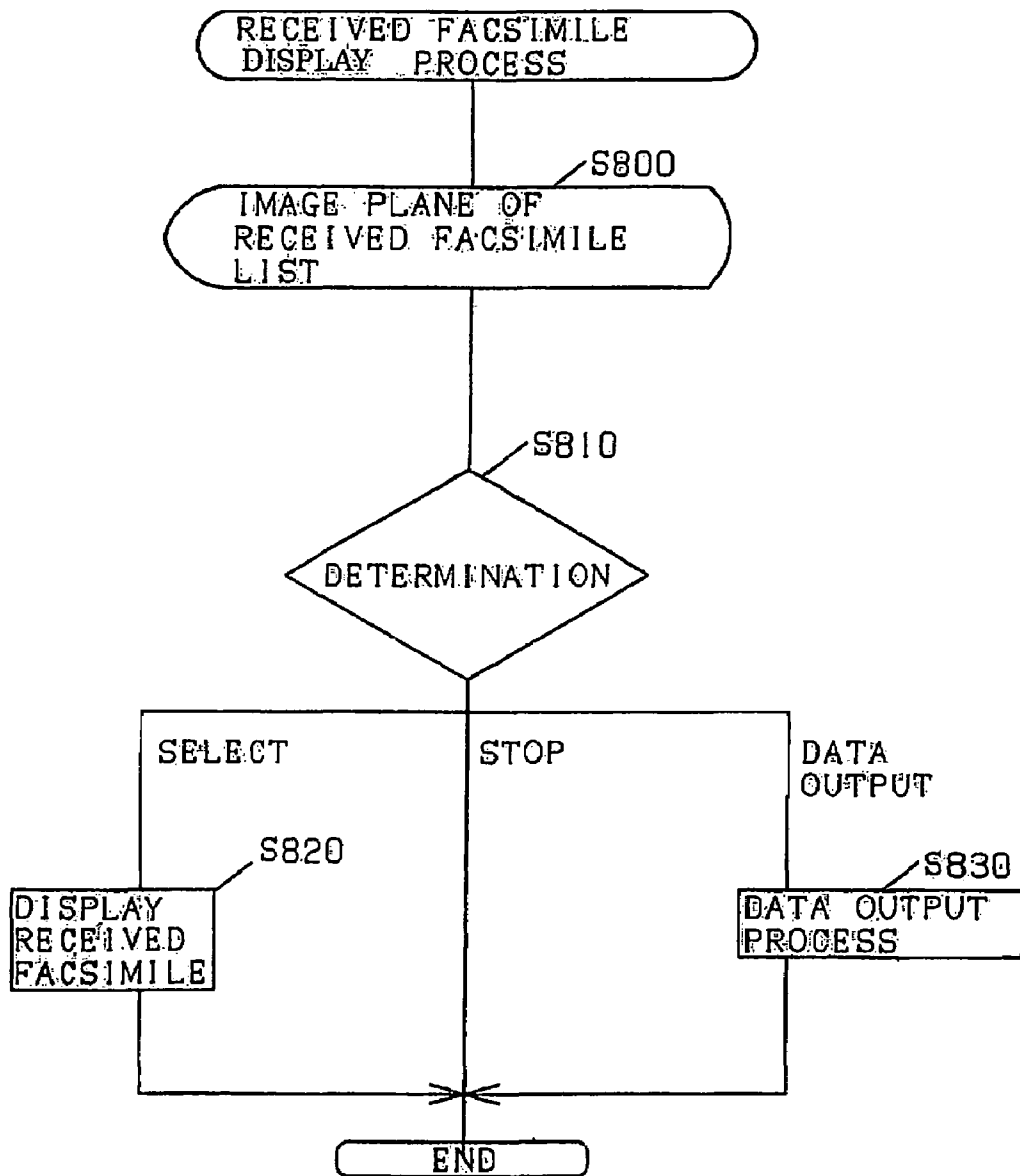 RECEIVED FACSIMILE
DISPLAY PROCESS
S800
IMAGE PLANE OF
RECEIVED FACSIMILE
LIST
S810
DETERMINATION
SELECT
STOP
DATA
OUTPUT
S820
S830
DISPLAY
RECEIVED
FACSIMILE
DATA OUTPUT
PROCESS
END